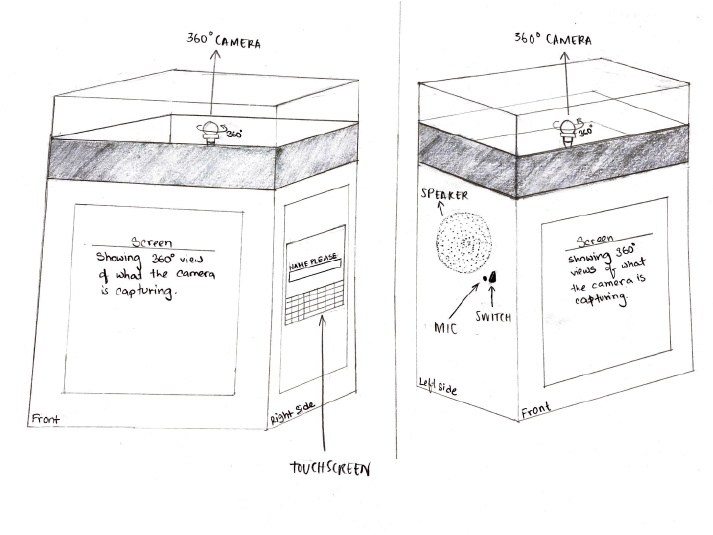 360° CAMERA
360°
Screen
Showing 360° view
of what the camera
is capturing.
NAME PLEASE
Front
Right side
TOUCHSCREEN
360° CAMERA
360°
SPEAKER
MIC
SWITCH
Screen
showing 360°
views of what
the camera is
capturing.
Left side
Front